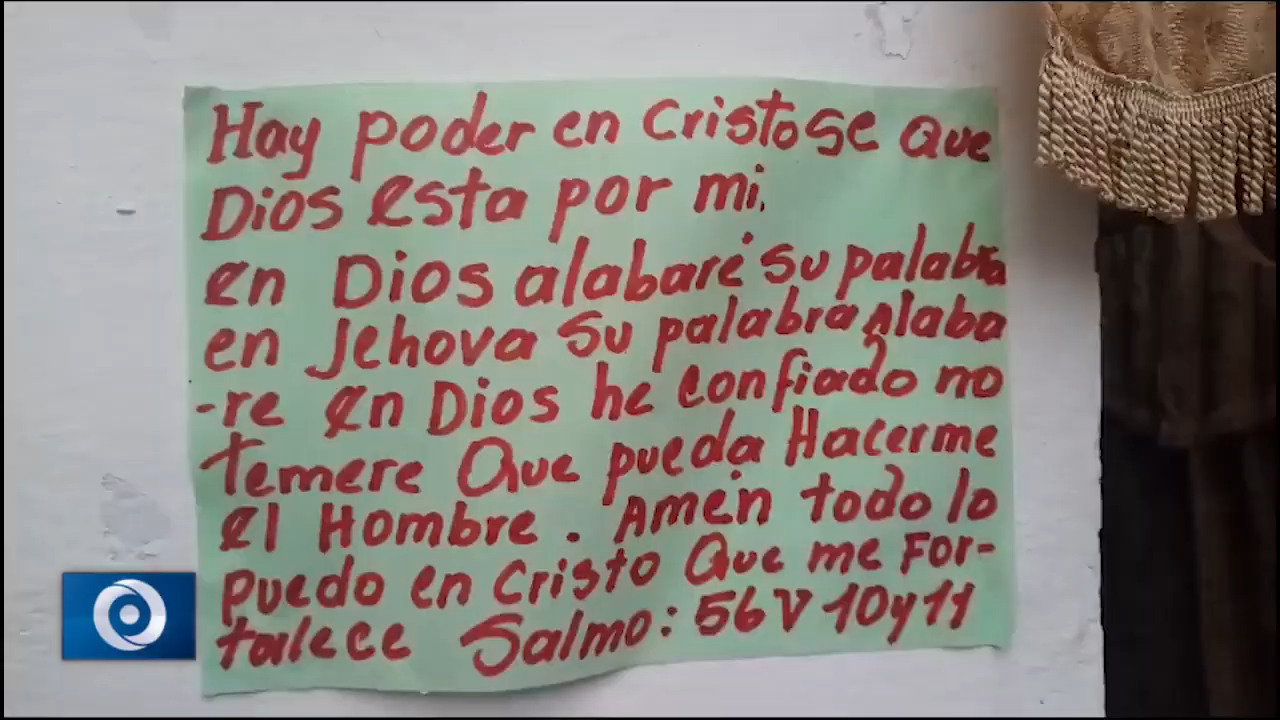 Hay poder en Cristo se que
Dios esta por mi.
en Dios alabaré su palabra
en Jehova su palabra Alaba
-re en Dios he confiado no
temere Que pueda Hacerme
el Hombre. Amén todo lo
puedo en Cristo Que me For-
talece Salmo: 56 V 10 y 11